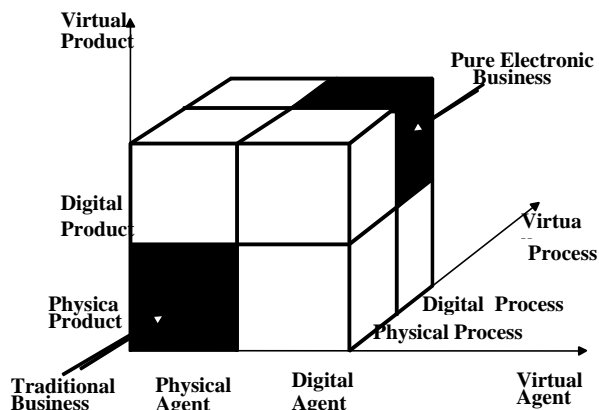 Virtual
Product
Pure Electronic
Business
Digital
Product
Virtua
Process
Physica
Product
Digital Process
Physical Process
Traditional
Business
Physical
Agent
Digital
Agent
Virtual
Agent